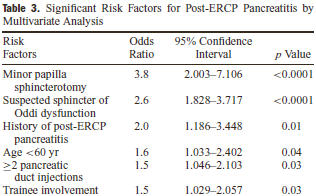 Table 3. Significant Risk Factors for Post-ERCP Pancreatitis by
Multivariate Analysis
Risk Factors Odds Ratio 95% Confidence Interval p Value
Minor papilla sphincterotomy 3.8 2.003–7.106 <0.0001
Suspected sphincter of Oddi dysfunction 2.6 1.828–3.717 <0.0001
History of post-ERCP pancreatitis 2.0 1.186–3.448 0.01
Age <60 yr 1.6 1.033–2.402 0.04
≥2 pancreatic duct injections 1.5 1.046–2.103 0.03
Trainee involvement 1.5 1.029–2.057 0.03